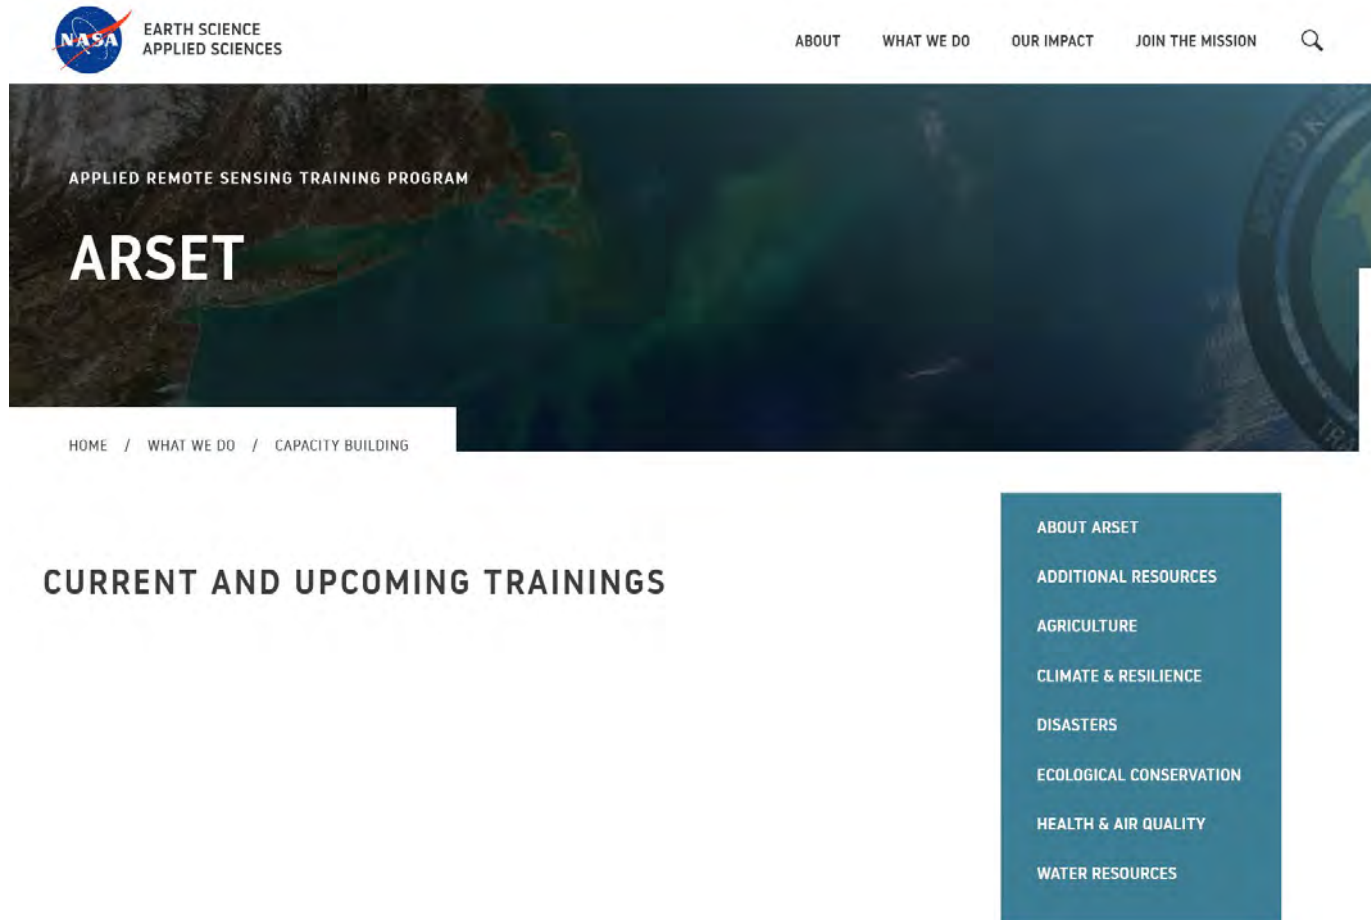 NASA
EARTH SCIENCE
APPLIED SCIENCES
ABOUT WHAT WE DO OUR IMPACT JOIN THE MISSION
APPLIED REMOTE SENSING TRAINING PROGRAM
ARSET
HOME / WHAT WE DO / CAPACITY BUILDING
CURRENT AND UPCOMING TRAININGS
ABOUT ARSET
ADDITIONAL RESOURCES
AGRICULTURE
CLIMATE & RESILIENCE
DISASTERS
ECOLOGICAL CONSERVATION
HEALTH & AIR QUALITY
WATER RESOURCES